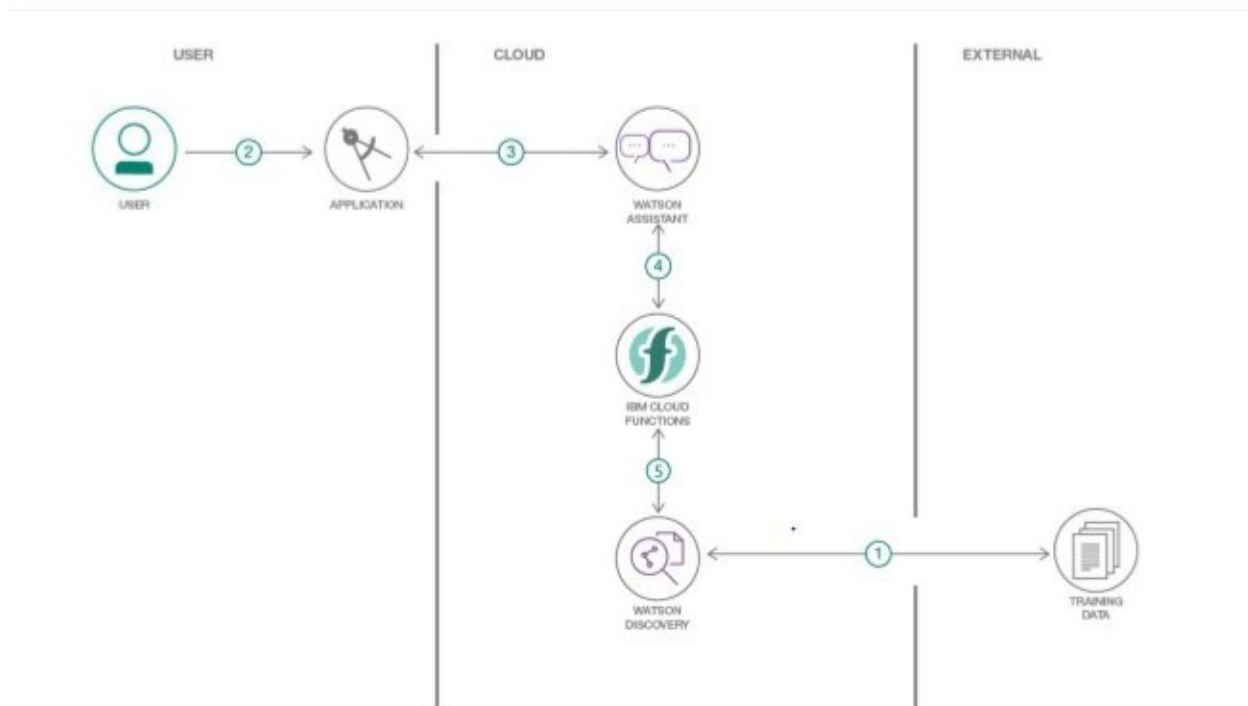 USER
CLOUD
EXTERNAL
2
3
USER
APPLICATION
WATSON
ASSISTANT
4
IBM CLOUD
FUNCTIONS
5
1
WATSON
DISCOVERY
TRAINING
DATA